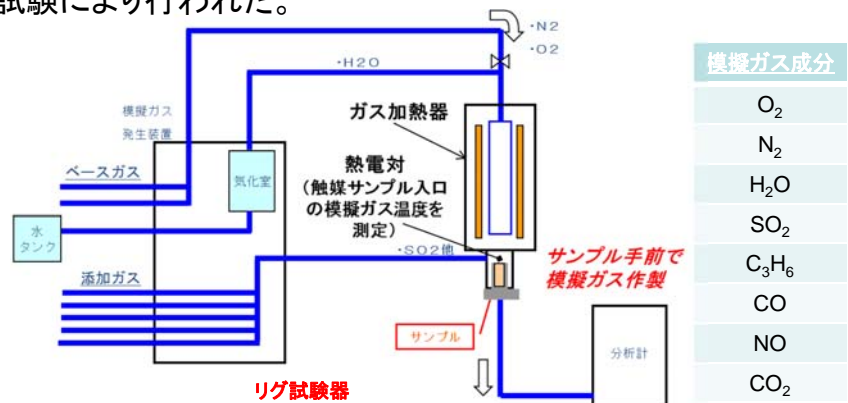 試験により行われた。
・N2
・O2
・H2O
模擬ガス
発生装置
ベースガス
気化室
水
タンク
添加ガス
ガス加熱器
熱電対
(触媒サンプル入口
の模擬ガス温度を
測定)
・SO2他
サンプル手前で
模擬ガス作製
サンプル
分析計
リグ試験器
模擬ガス成分
O₂
N₂
H₂O
SO₂
C₃H₆
CO
NO
CO₂